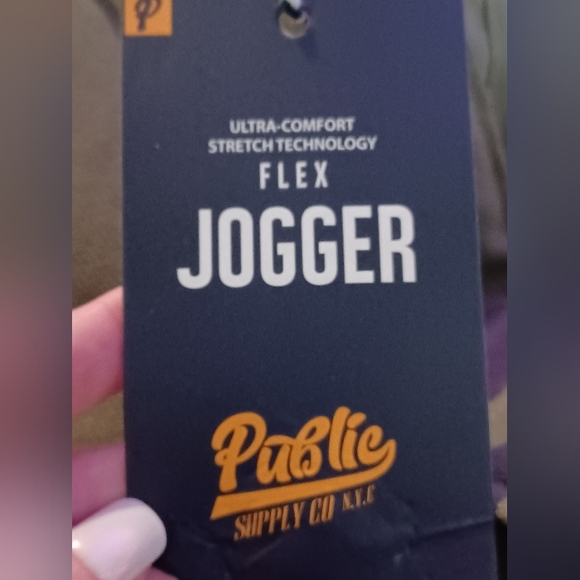 P
ULTRA-COMFORT
STRETCH TECHNOLOGY
FLEX
JOGGER
Public
SUPPLY CO N.Y.C